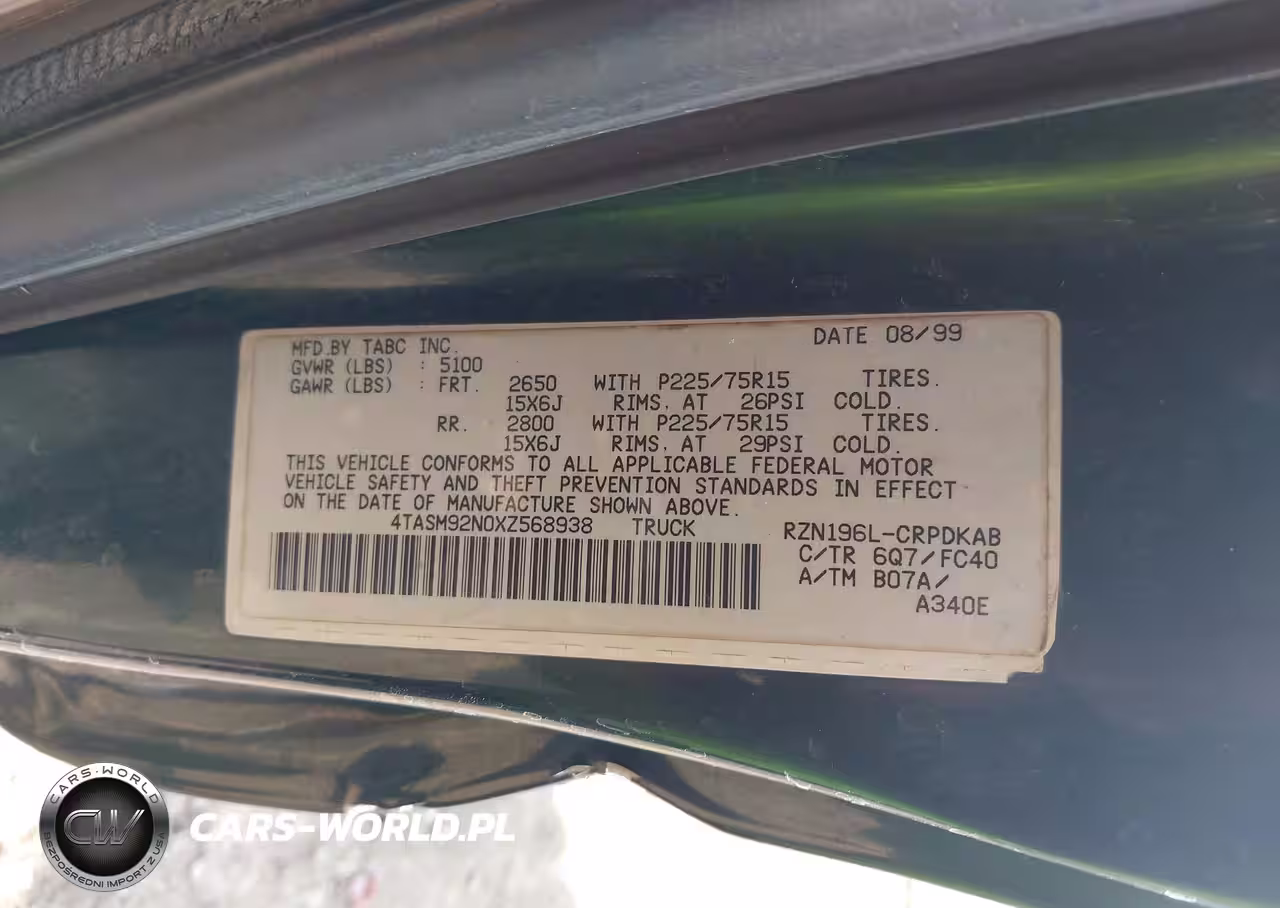 DATE 08/99
MFD.BY TABC INC.
GVWR (LBS) : 5100
GAWR (LBS) : FRT. 2650 WITH P225/75R15 TIRES.
15X6J RIMS, AT 26PSI COLD.
RR. 2800 WITH P225/75R15 TIRES.
15X6J RIMS, AT 29PSI COLD.
THIS VEHICLE CONFORMS TO ALL APPLICABLE FEDERAL MOTOR
VEHICLE SAFETY AND THEFT PREVENTION STANDARDS IN EFFECT
ON THE DATE OF MANUFACTURE SHOWN ABOVE.
4TASM92N0XZ568938 TRUCK RZN196L-CRPDKAB
C/TR 6Q7/FC40
A/TM B07A/
A340E
CARS-WORLD
CW
BEZPOŚREDNI IMPORT Z USA
CARS-WORLD.PL